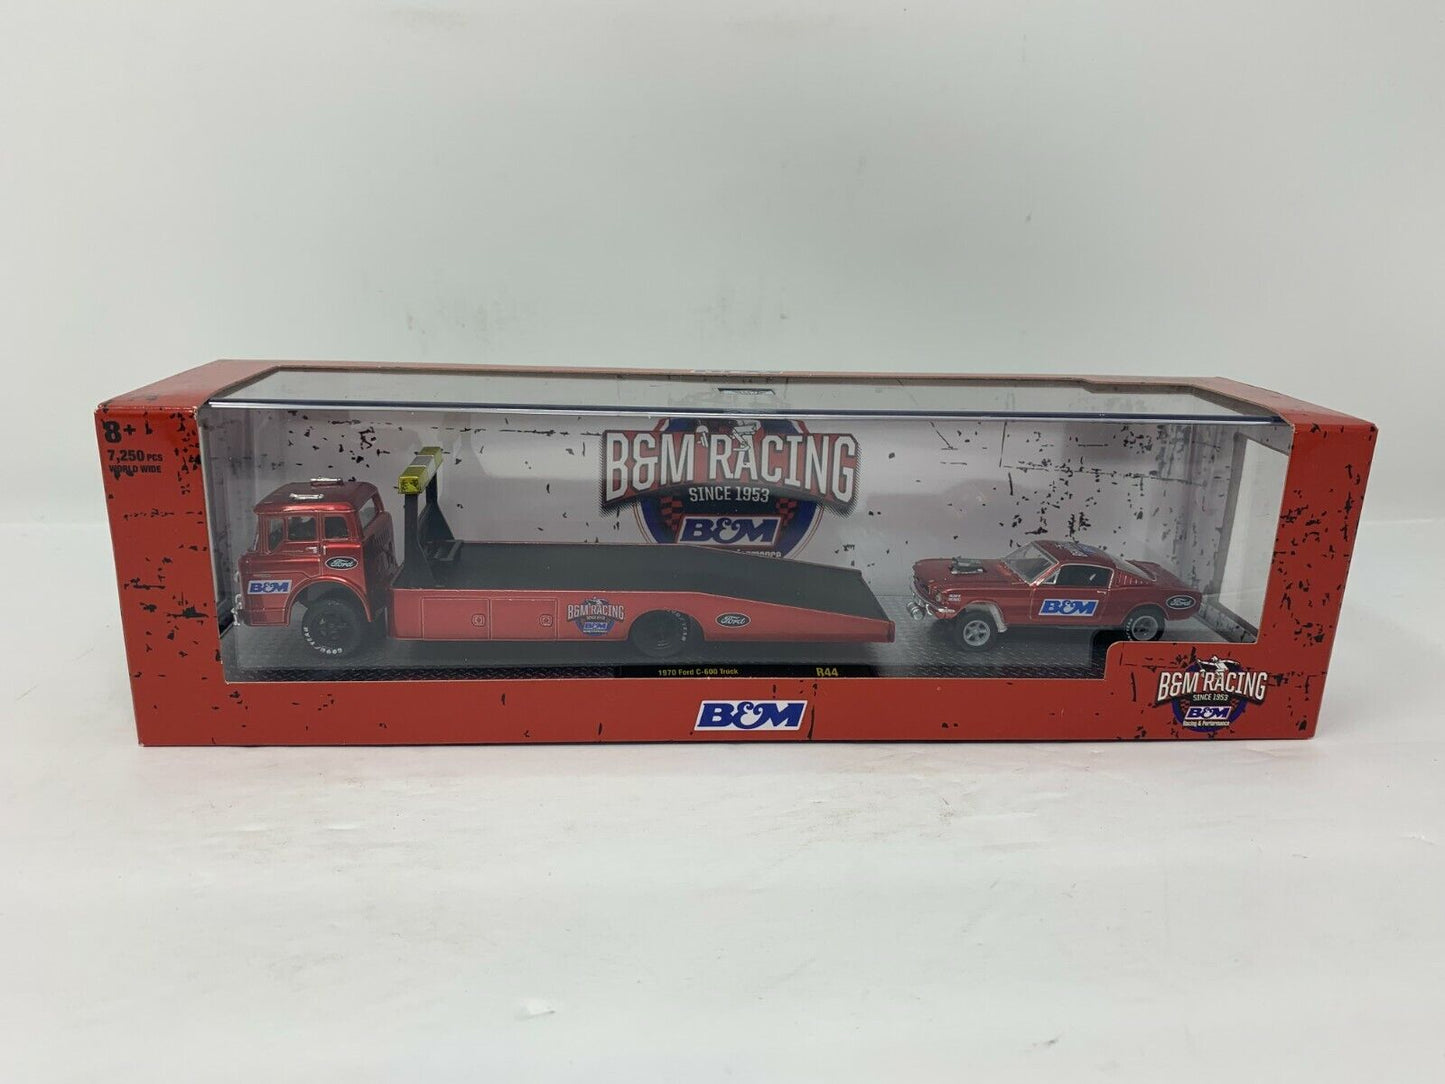 8+
7,250 PCS
WORLD WIDE
B&M RACING
SINCE 1953
B&M
Ford
B&M
B&M RACING
B&M
Ford
B&M
Ford
1970 Ford C-600 Truck
R44
B&M
B&M RACING
SINCE 1953
B&M
Racing & Performance